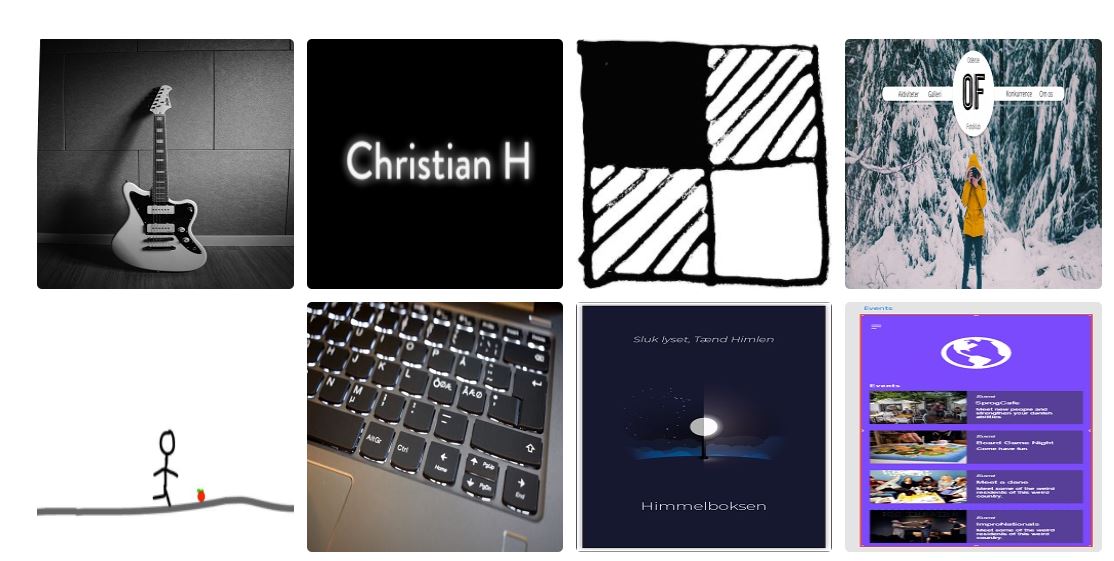 Christian H
Odense
Aktiviteter Galleri OF Konkurrence Om os
Fotoklub
Sluk lyset, Tænd Himlen
Himmelboksen
Events
Events
Event
SprogCafe
Meet new people and
strengthen your danish
abilities
Event
Board Game Night
Come have fun
Event
Meet a dane
Meet some of the weird
residents of this weird
country.
Event
ImproNationals
Meet some of the weird
residents of this weird
country.
H J K L Æ Ø
N M
AltGr Ctrl
Home
PgUp
PgDn
End